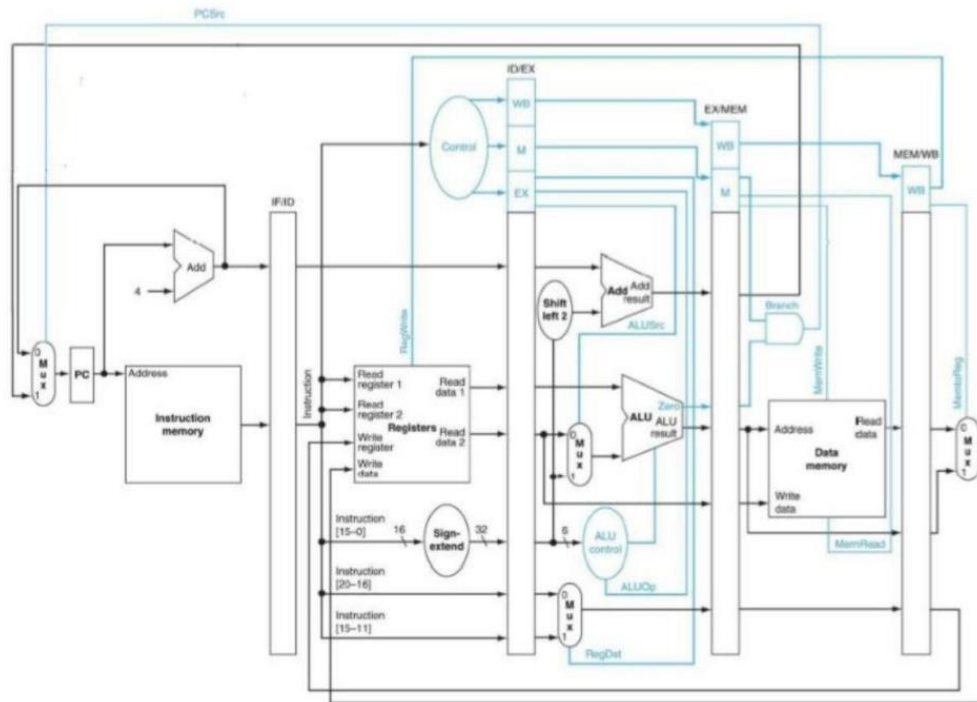 PCSrc
ID/EX
WB
EX/MEM
Control
M
WB
MEM/WB
EX
M
WB
IF/ID
Add
4
Add
Add
result
Shift
left 2
Branch
ALUSrc
RegWrite
MemWrite
MemtoReg
0
M
u
x
1
PC
Address
Instruction
memory
Instruction
Read
register 1
Read
data 1
Read
register 2
Registers
Read
data 2
Write
register
Write
data
0
M
u
x
1
Zero
ALU
ALU
result
Address
Read
data
Data
memory
Write
data
0
M
u
x
1
MemRead
Instruction
[15–0]
16
Sign-
extend
32
6
ALU
control
ALUOp
Instruction
[20–16]
Instruction
[15–11]
0
M
u
x
1
RegDst